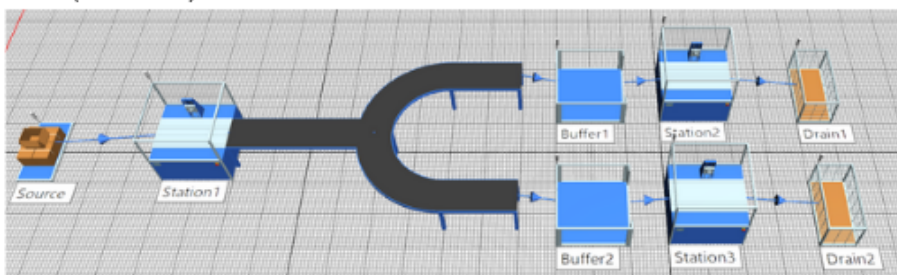 Source
Station1
Buffer1
Station2
Drain1
Buffer2
Station3
Drain2